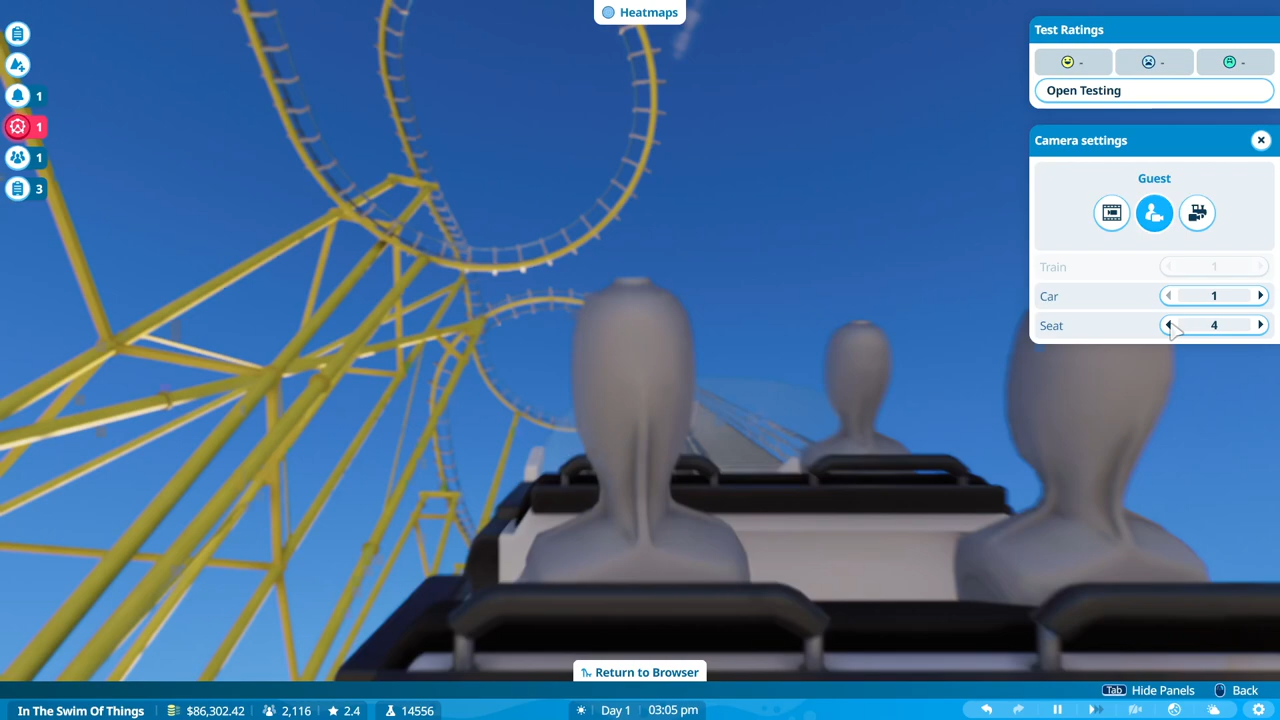 Heatmaps
1
1
1
3
Test Ratings
- - -
Open Testing
Camera settings
Guest
Train 1
Car 1
Seat 4
Return to Browser
Tab Hide Panels Back
In The Swim Of Things $86,302.42 2,116 2.4 14556 Day 1 03:05 pm